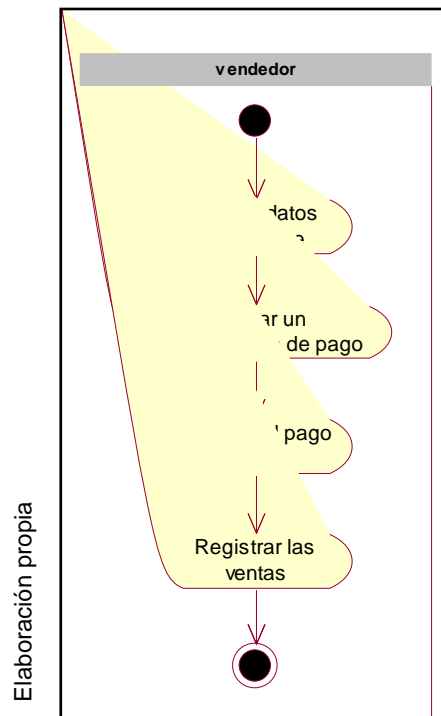 vendedor
datos
ar un
de pago
pago
Registrar las
ventas
Elaboración propia